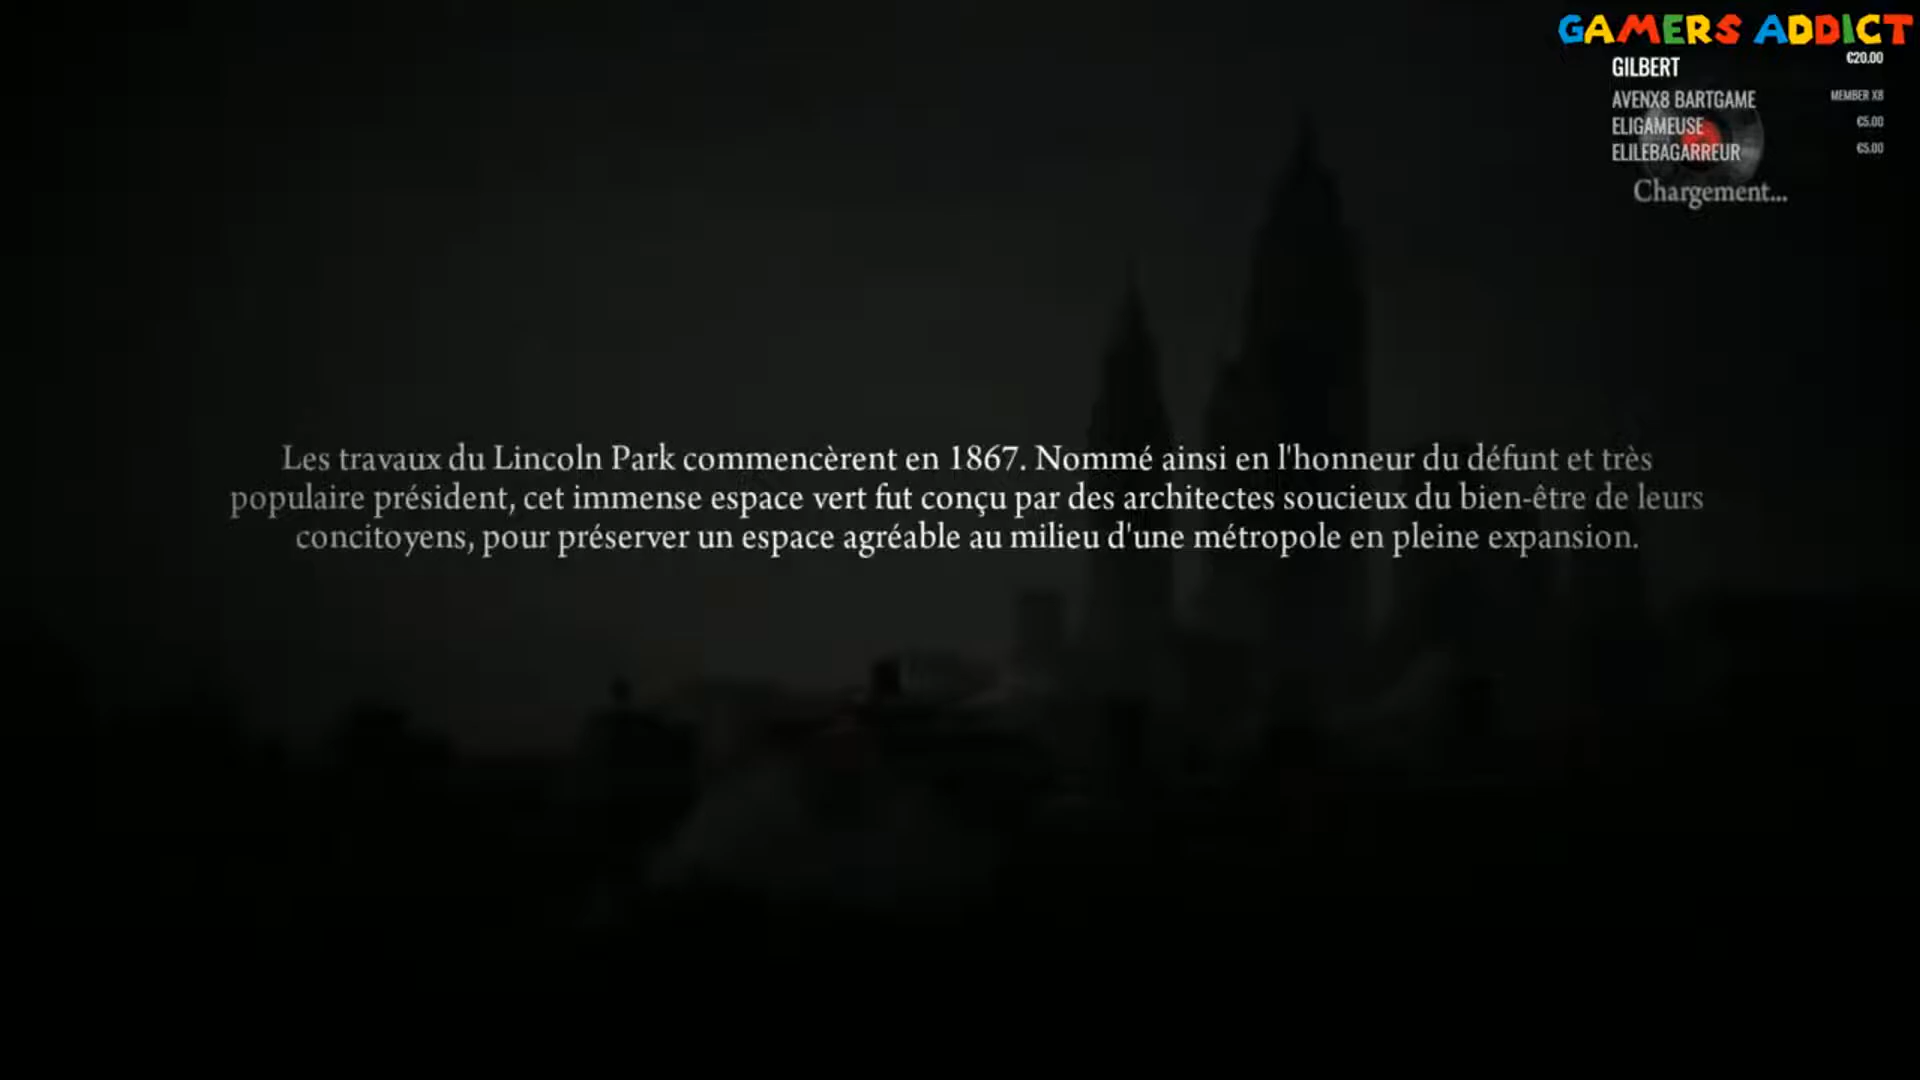 GAMERS ADDICT
GILBERT €20.00
AVENX8 BARTGAME MEMBER X8
ELIGAMEUSE €5.00
ELILEBAGARREUR €5.00
Chargement...
Les travaux du Lincoln Park commencèrent en 1867. Nommé ainsi en l'honneur du défunt et très
populaire président, cet immense espace vert fut conçu par des architectes soucieux du bien-être de leurs
concitoyens, pour préserver un espace agréable au milieu d'une métropole en pleine expansion.